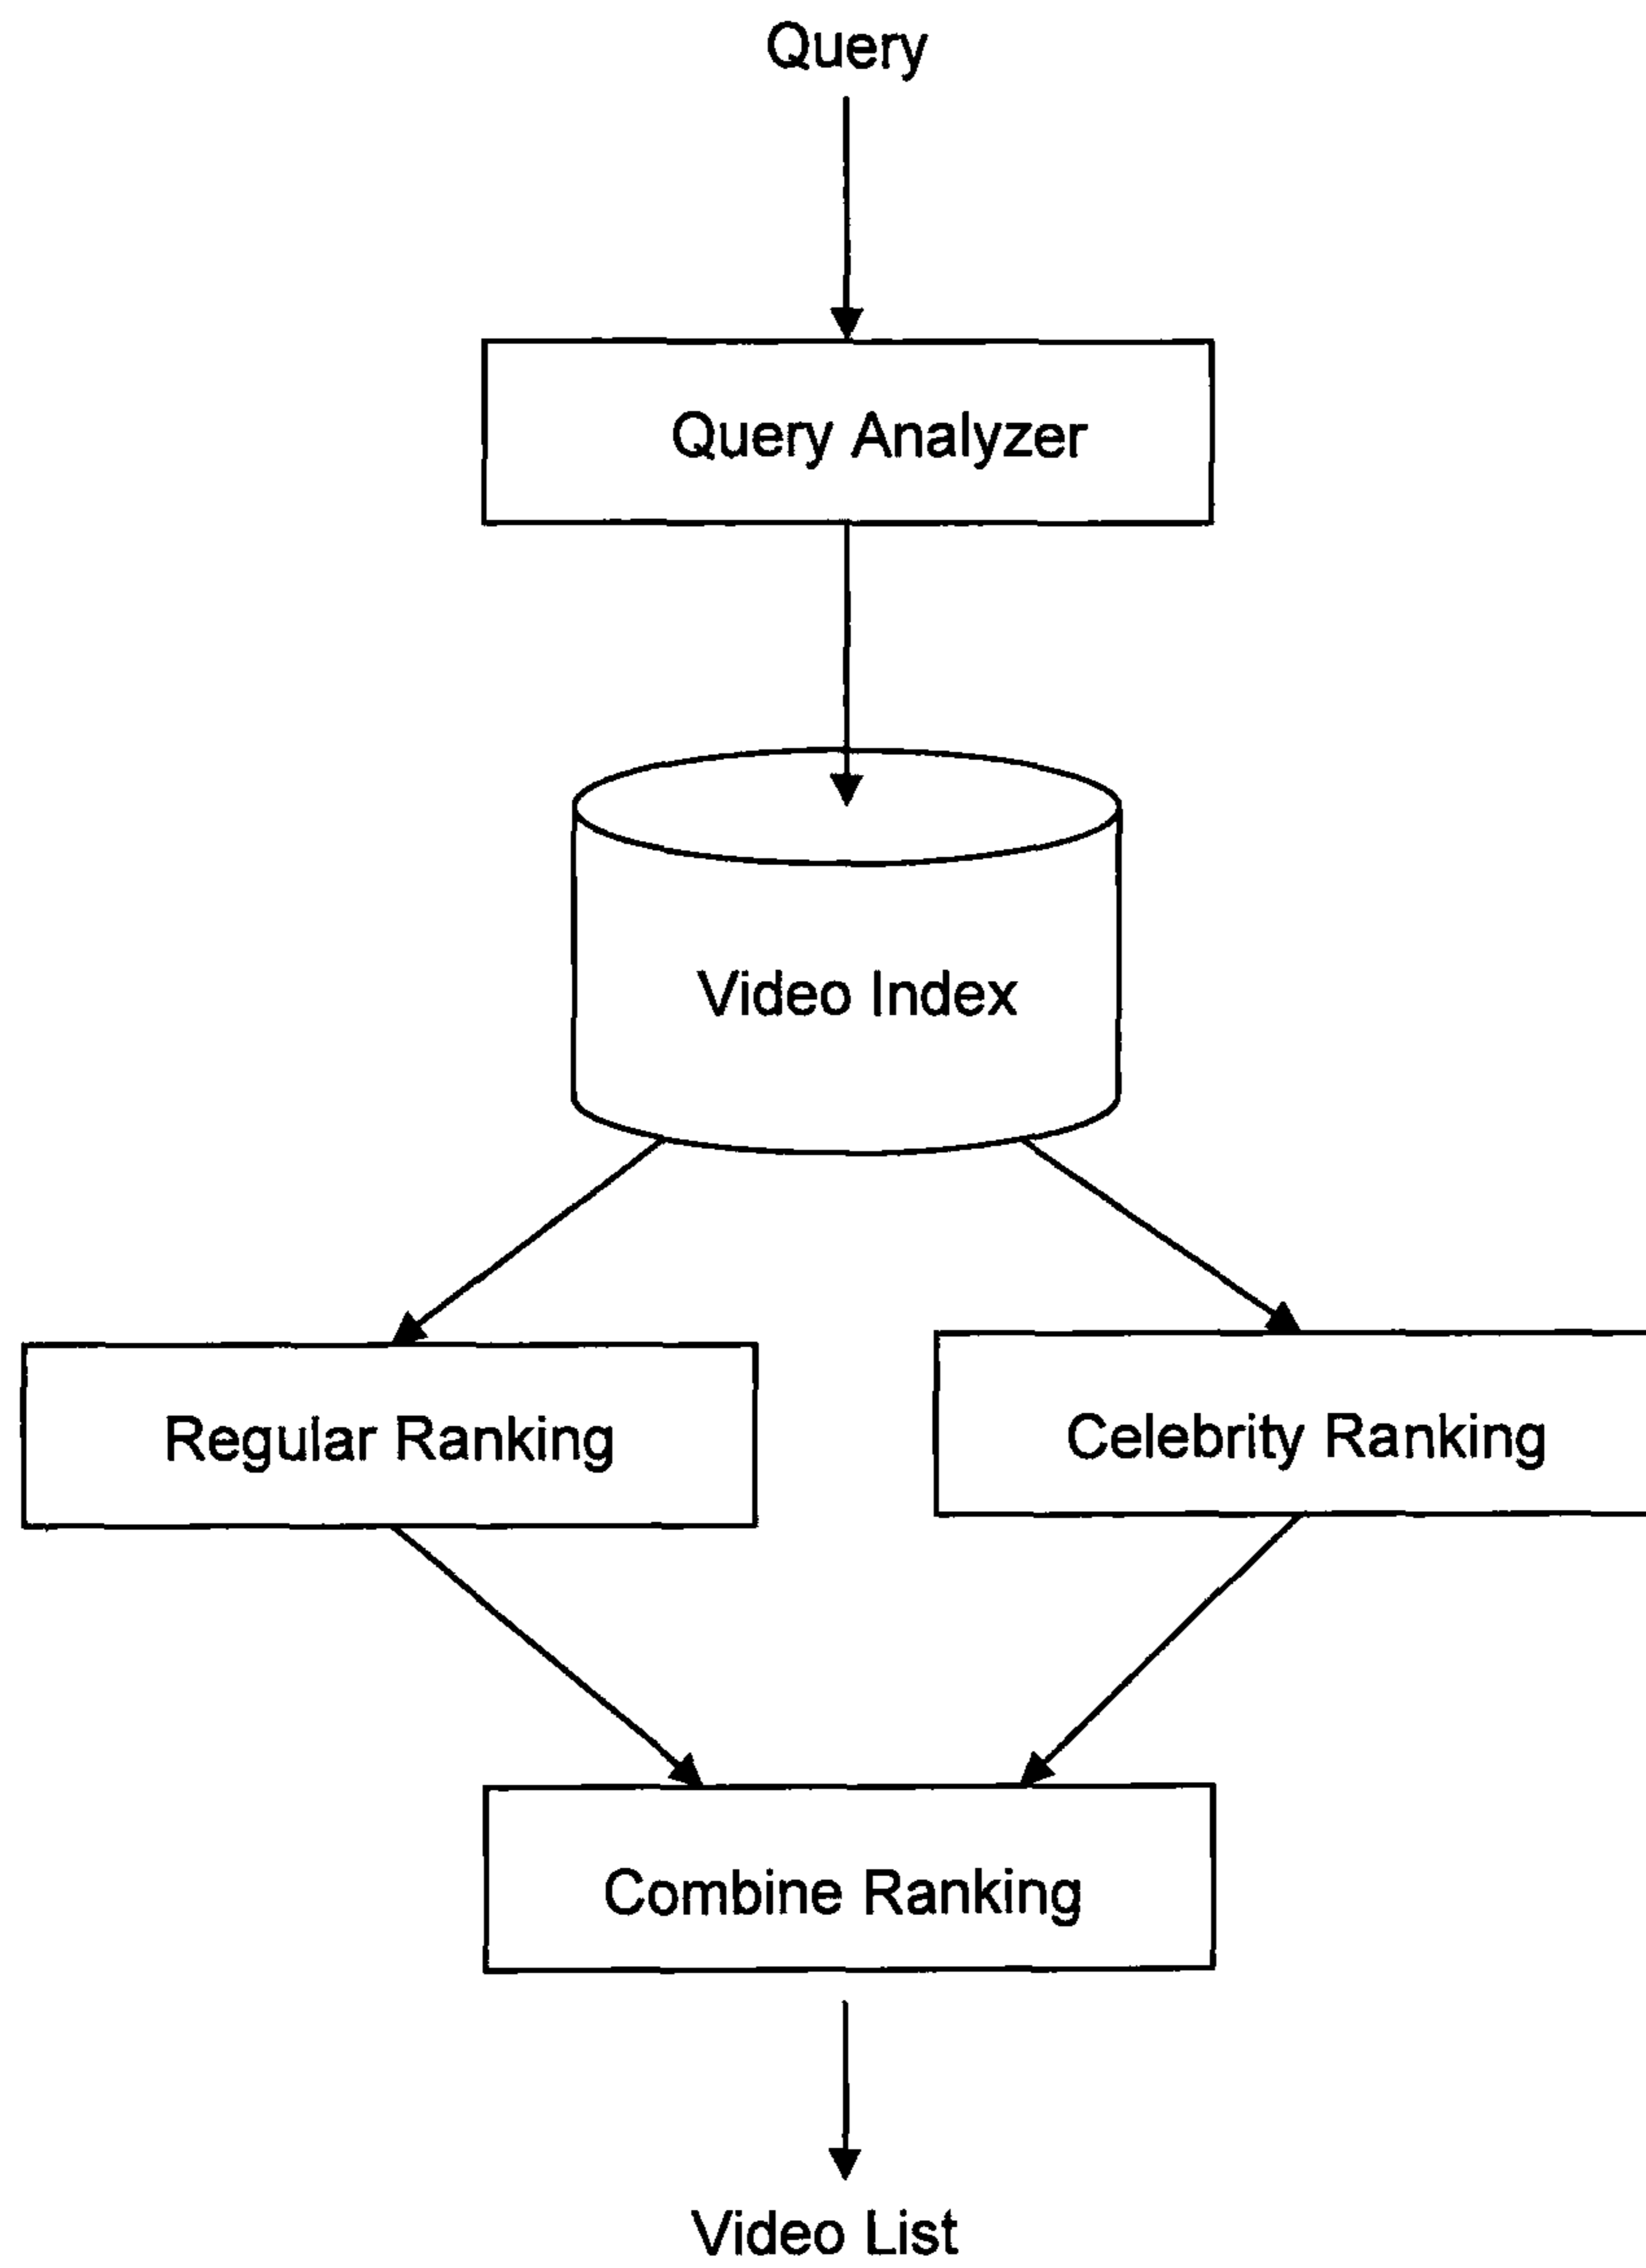 Query
Query Analyzer
Video Index
Regular Ranking
Celebrity Ranking
Combine Ranking
Video List